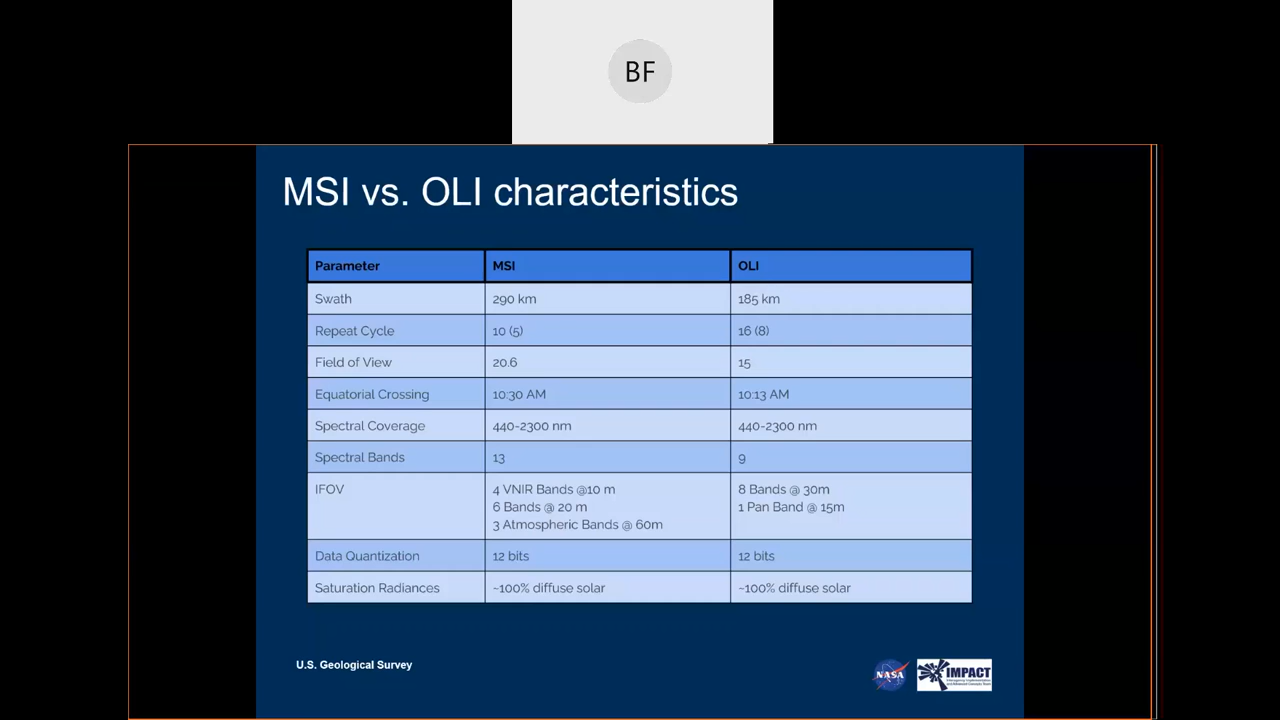 BF
MSI vs. OLI characteristics
Parameter MSI OLI
Swath 290 km 185 km
Repeat Cycle 10 (5) 16 (8)
Field of View 20.6 15
Equatorial Crossing 10:30 AM 10:13 AM
Spectral Coverage 440-2300 nm 440-2300 nm
Spectral Bands 13 9
IFOV 4 VNIR Bands @10 m 8 Bands @ 30m
6 Bands @ 20 m 1 Pan Band @ 15m
3 Atmospheric Bands @ 60m
Data Quantization 12 bits 12 bits
Saturation Radiances ~100% diffuse solar ~100% diffuse solar
U.S. Geological Survey
NASA
IMPACT